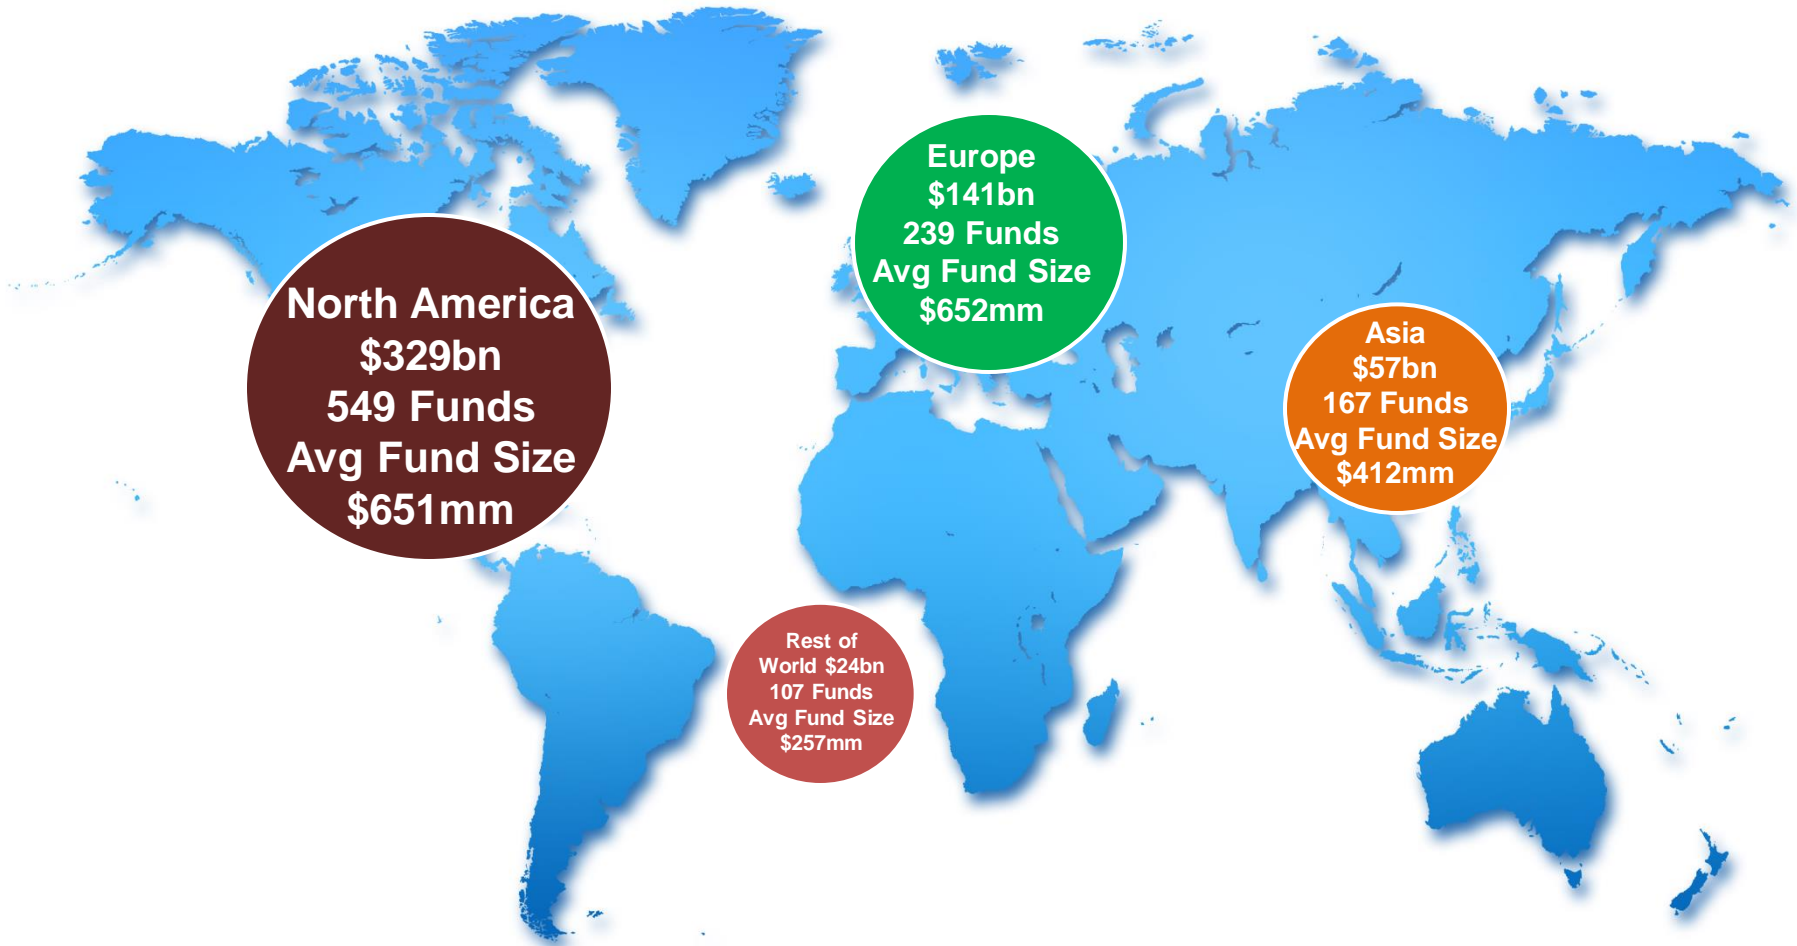 North America
$329bn
549 Funds
Avg Fund Size
$651mm
Europe
$141bn
239 Funds
Avg Fund Size
$652mm
Asia
$57bn
167 Funds
Avg Fund Size
$412mm
Rest of
World $24bn
107 Funds
Avg Fund Size
$257mm